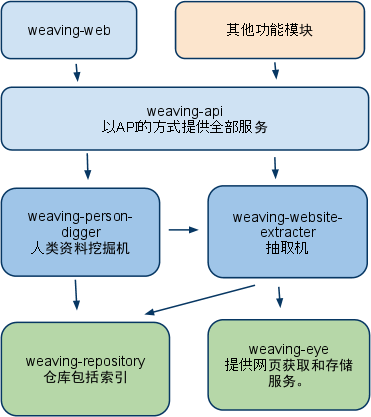 weaving-web
其他功能模块
weaving-api
以API的方式提供全部服务
weaving-person-
digger
人类资料挖掘机
weaving-website-
extracter
抽取机
weaving-repository
仓库包括索引
weaving-eye
提供网页获取和存储
服务。